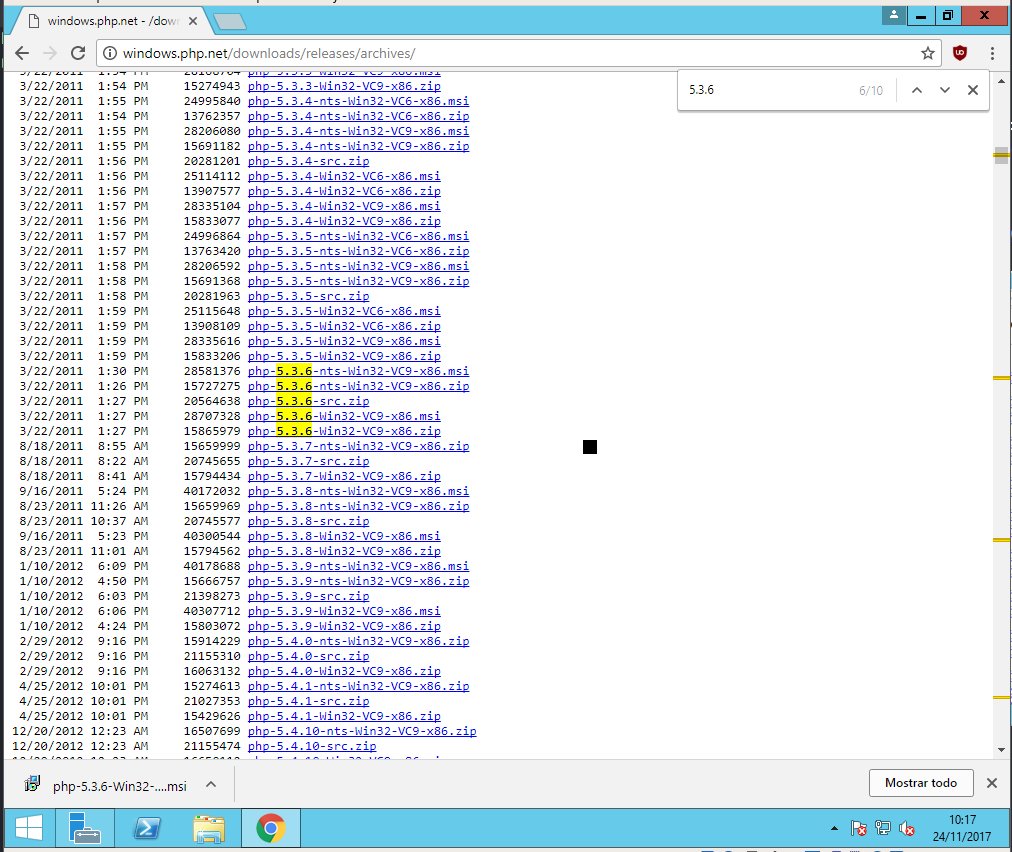 windows.php.net - /down
windows.php.net/downloads/releases/archives/
5.3.6 6/10
3/22/2011 1:54 PM 28160704 php-5.3.3-Win32-VC9-x86.msi
3/22/2011 1:54 PM 15274943 php-5.3.3-Win32-VC9-x86.zip
3/22/2011 1:55 PM 24995840 php-5.3.4-nts-Win32-VC6-x86.msi
3/22/2011 1:54 PM 13762357 php-5.3.4-nts-Win32-VC6-x86.zip
3/22/2011 1:55 PM 28206080 php-5.3.4-nts-Win32-VC9-x86.msi
3/22/2011 1:55 PM 15691182 php-5.3.4-nts-Win32-VC9-x86.zip
3/22/2011 1:56 PM 20281201 php-5.3.4-src.zip
3/22/2011 1:56 PM 25114112 php-5.3.4-Win32-VC6-x86.msi
3/22/2011 1:56 PM 13907577 php-5.3.4-Win32-VC6-x86.zip
3/22/2011 1:57 PM 28335104 php-5.3.4-Win32-VC9-x86.msi
3/22/2011 1:56 PM 15833077 php-5.3.4-Win32-VC9-x86.zip
3/22/2011 1:57 PM 24996864 php-5.3.5-nts-Win32-VC6-x86.msi
3/22/2011 1:57 PM 13763420 php-5.3.5-nts-Win32-VC6-x86.zip
3/22/2011 1:58 PM 28206592 php-5.3.5-nts-Win32-VC9-x86.msi
3/22/2011 1:58 PM 15691368 php-5.3.5-nts-Win32-VC9-x86.zip
3/22/2011 1:58 PM 20281963 php-5.3.5-src.zip
3/22/2011 1:59 PM 25115648 php-5.3.5-Win32-VC6-x86.msi
3/22/2011 1:59 PM 13908109 php-5.3.5-Win32-VC6-x86.zip
3/22/2011 1:59 PM 28335616 php-5.3.5-Win32-VC9-x86.msi
3/22/2011 1:59 PM 15833206 php-5.3.5-Win32-VC9-x86.zip
3/22/2011 1:30 PM 28581376 php-5.3.6-nts-Win32-VC9-x86.msi
3/22/2011 1:26 PM 15727275 php-5.3.6-nts-Win32-VC9-x86.zip
3/22/2011 1:27 PM 20564638 php-5.3.6-src.zip
3/22/2011 1:27 PM 28707328 php-5.3.6-Win32-VC9-x86.msi
3/22/2011 1:27 PM 15865979 php-5.3.6-Win32-VC9-x86.zip
8/18/2011 8:55 AM 15659999 php-5.3.7-nts-Win32-VC9-x86.zip
8/18/2011 8:22 AM 20745655 php-5.3.7-src.zip
8/18/2011 8:41 AM 15794434 php-5.3.7-Win32-VC9-x86.zip
9/16/2011 5:24 PM 40172032 php-5.3.8-nts-Win32-VC9-x86.msi
8/23/2011 11:26 AM 15659969 php-5.3.8-nts-Win32-VC9-x86.zip
8/23/2011 10:37 AM 20745577 php-5.3.8-src.zip
9/16/2011 5:23 PM 40300544 php-5.3.8-Win32-VC9-x86.msi
8/23/2011 11:01 AM 15794562 php-5.3.8-Win32-VC9-x86.zip
1/10/2012 6:09 PM 40178688 php-5.3.9-nts-Win32-VC9-x86.msi
1/10/2012 4:50 PM 15666757 php-5.3.9-nts-Win32-VC9-x86.zip
1/10/2012 6:03 PM 21398273 php-5.3.9-src.zip
1/10/2012 6:06 PM 40307712 php-5.3.9-Win32-VC9-x86.msi
1/10/2012 4:24 PM 15803072 php-5.3.9-Win32-VC9-x86.zip
2/29/2012 9:16 PM 15914229 php-5.4.0-nts-Win32-VC9-x86.zip
2/29/2012 9:16 PM 21155310 php-5.4.0-src.zip
2/29/2012 9:16 PM 16063132 php-5.4.0-Win32-VC9-x86.zip
4/25/2012 10:01 PM 15274613 php-5.4.1-nts-Win32-VC9-x86.zip
4/25/2012 10:01 PM 21027353 php-5.4.1-src.zip
4/25/2012 10:01 PM 15429626 php-5.4.1-Win32-VC9-x86.zip
12/20/2012 12:23 AM 16507699 php-5.4.10-nts-Win32-VC9-x86.zip
12/20/2012 12:23 AM 21155474 php-5.4.10-src.zip
php-5.3.6-Win32-....msi
Mostrar todo
10:17
24/11/2017